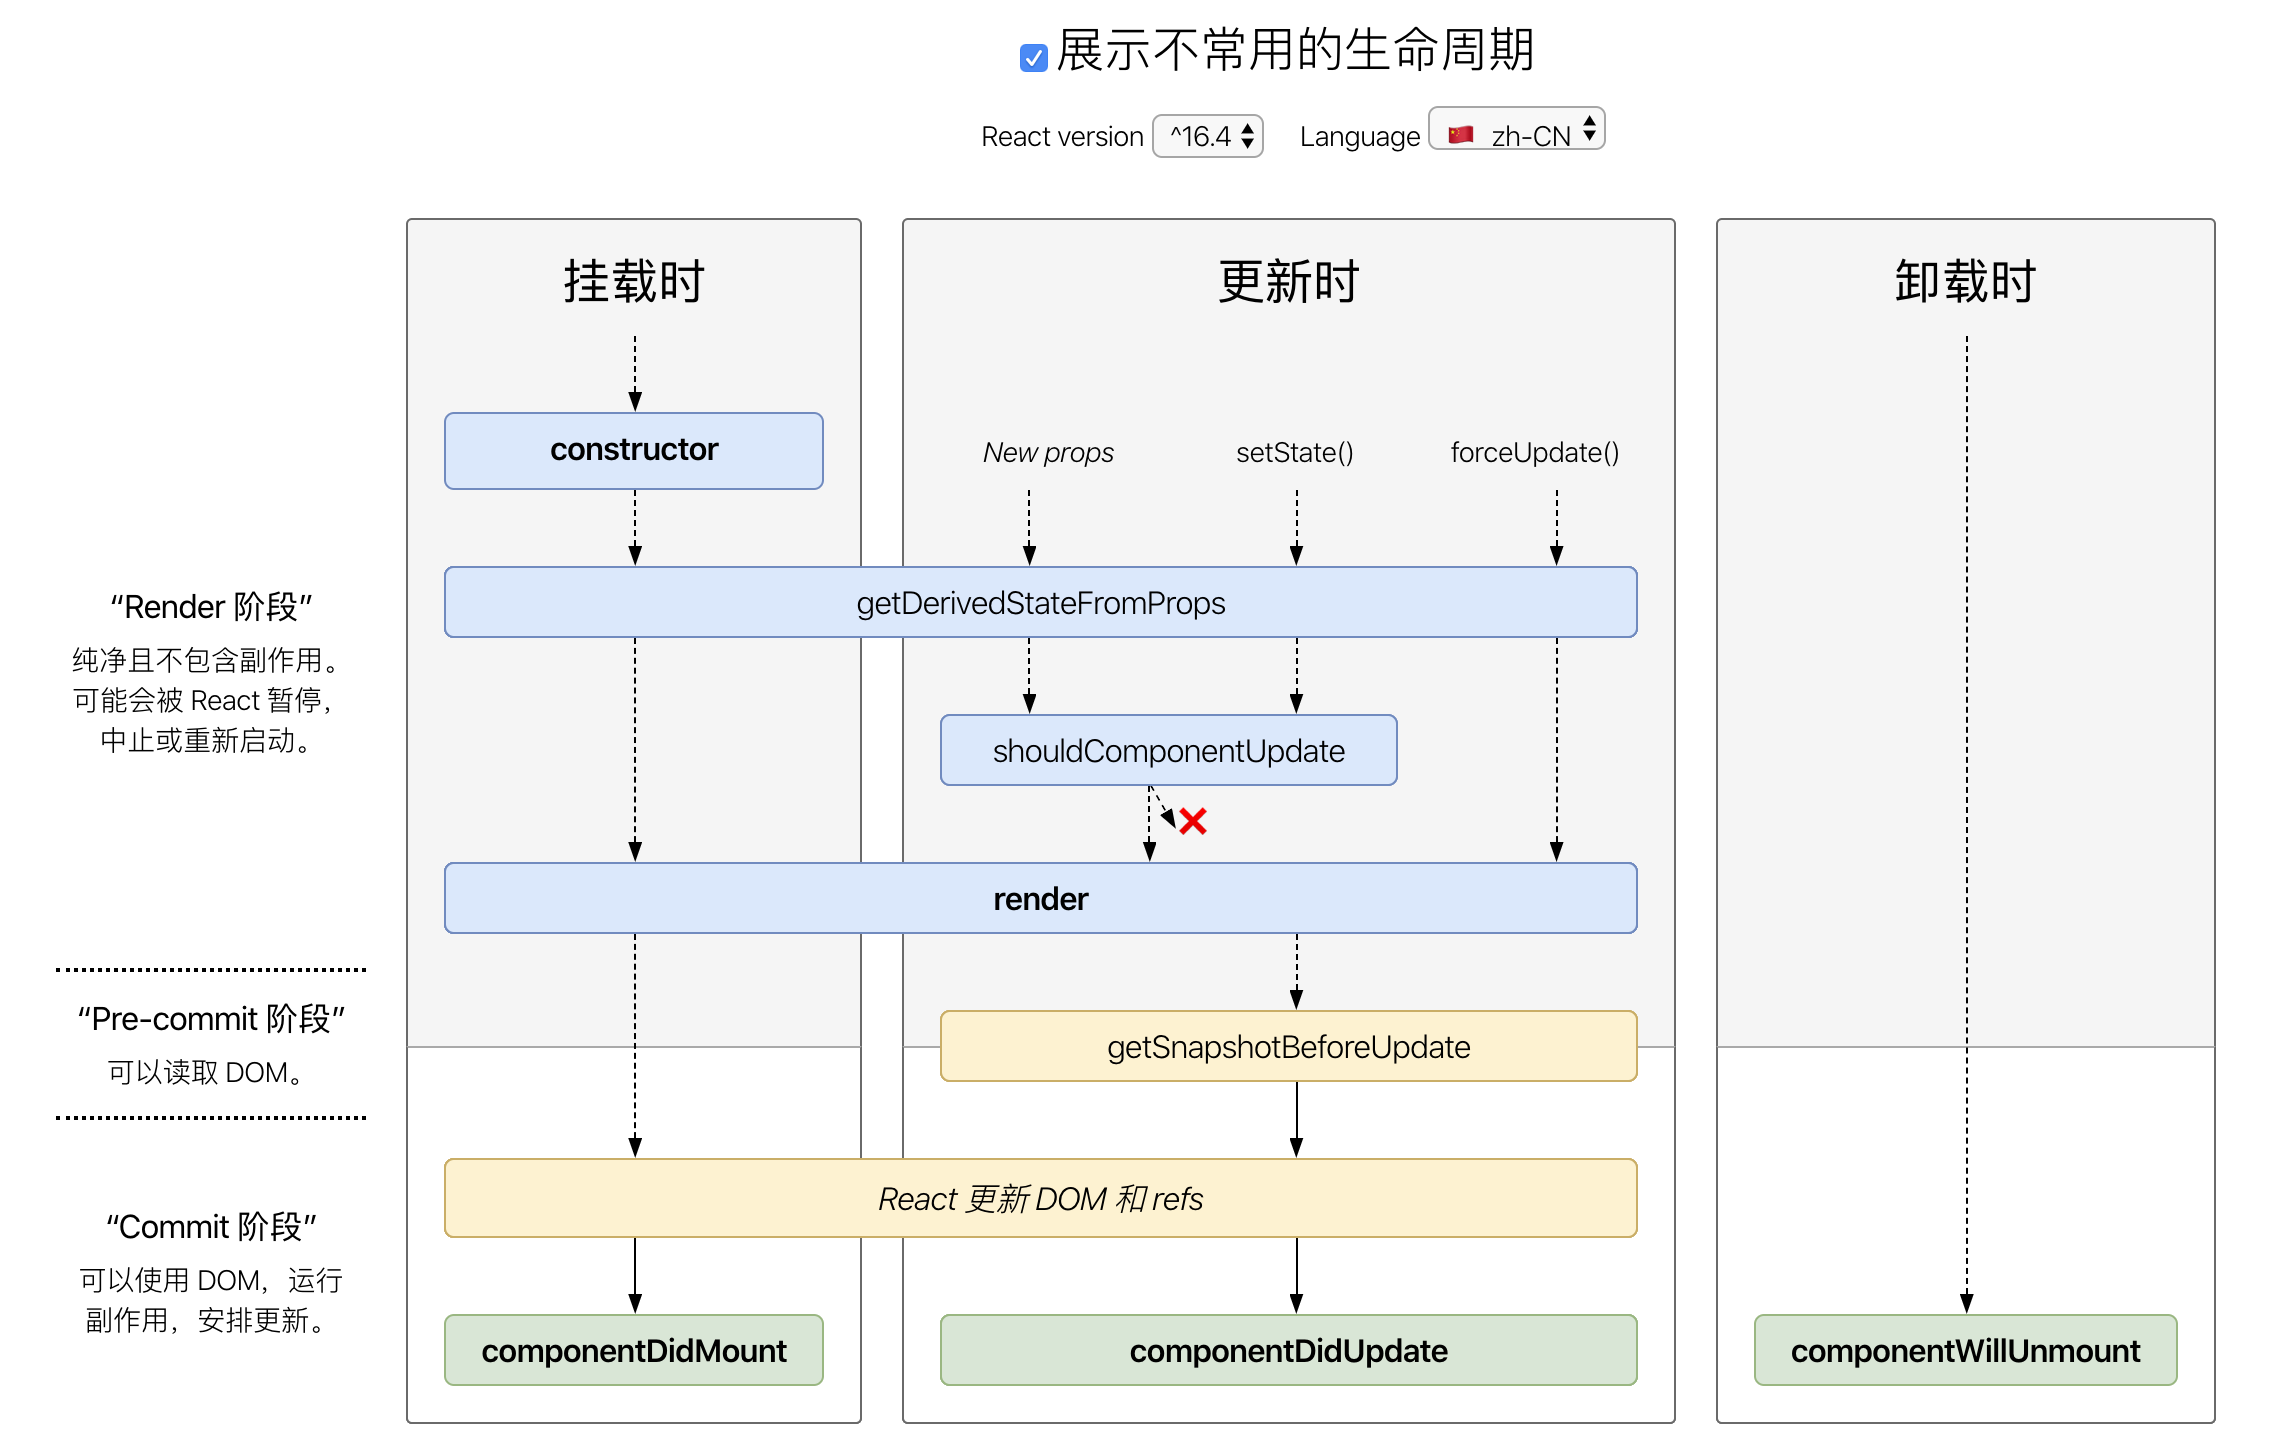 展示不常用的生命周期
React version ^16.4 Language zh-CN
挂载时
更新时
卸载时
constructor
New props
setState()
forceUpdate()
getDerivedStateFromProps
“Render 阶段”
纯净且不包含副作用。
可能会被 React 暂停，
中止或重新启动。
shouldComponentUpdate
render
“Pre-commit 阶段”
可以读取 DOM。
getSnapshotBeforeUpdate
React 更新 DOM 和 refs
“Commit 阶段”
可以使用 DOM，运行
副作用，安排更新。
componentDidMount
componentDidUpdate
componentWillUnmount